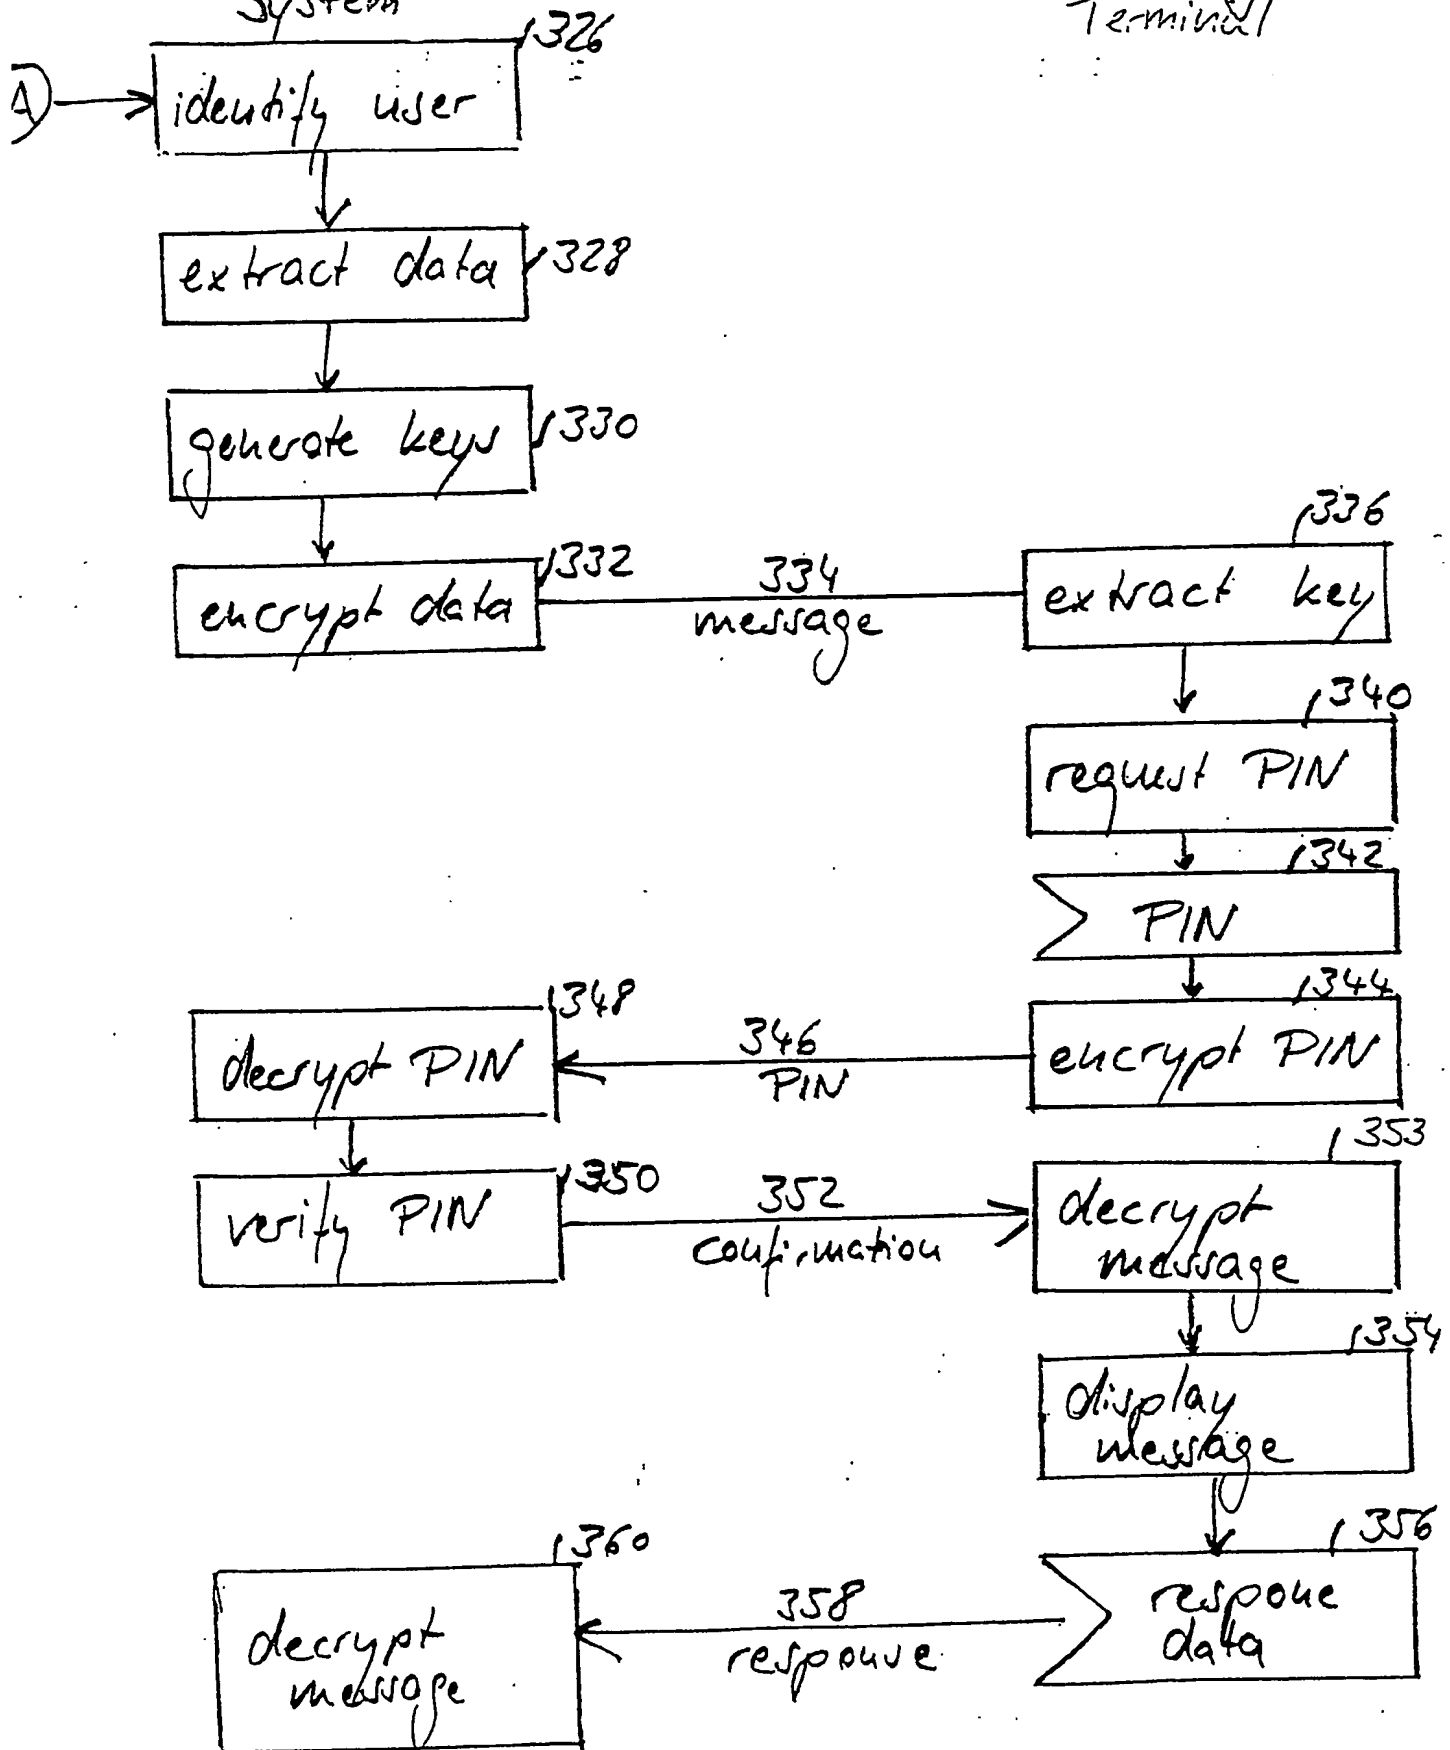 System
Terminal
326
A
identify user
extract data
328
generate keys
330
336
332
encrypt data
334
message
extract key
340
request PIN
342
PIN
348
344
decrypt PIN
346
PIN
encrypt PIN
353
350
verify PIN
352
confirmation
decrypt
message
354
display
message
360
356
decrypt
message
358
response
respone
data